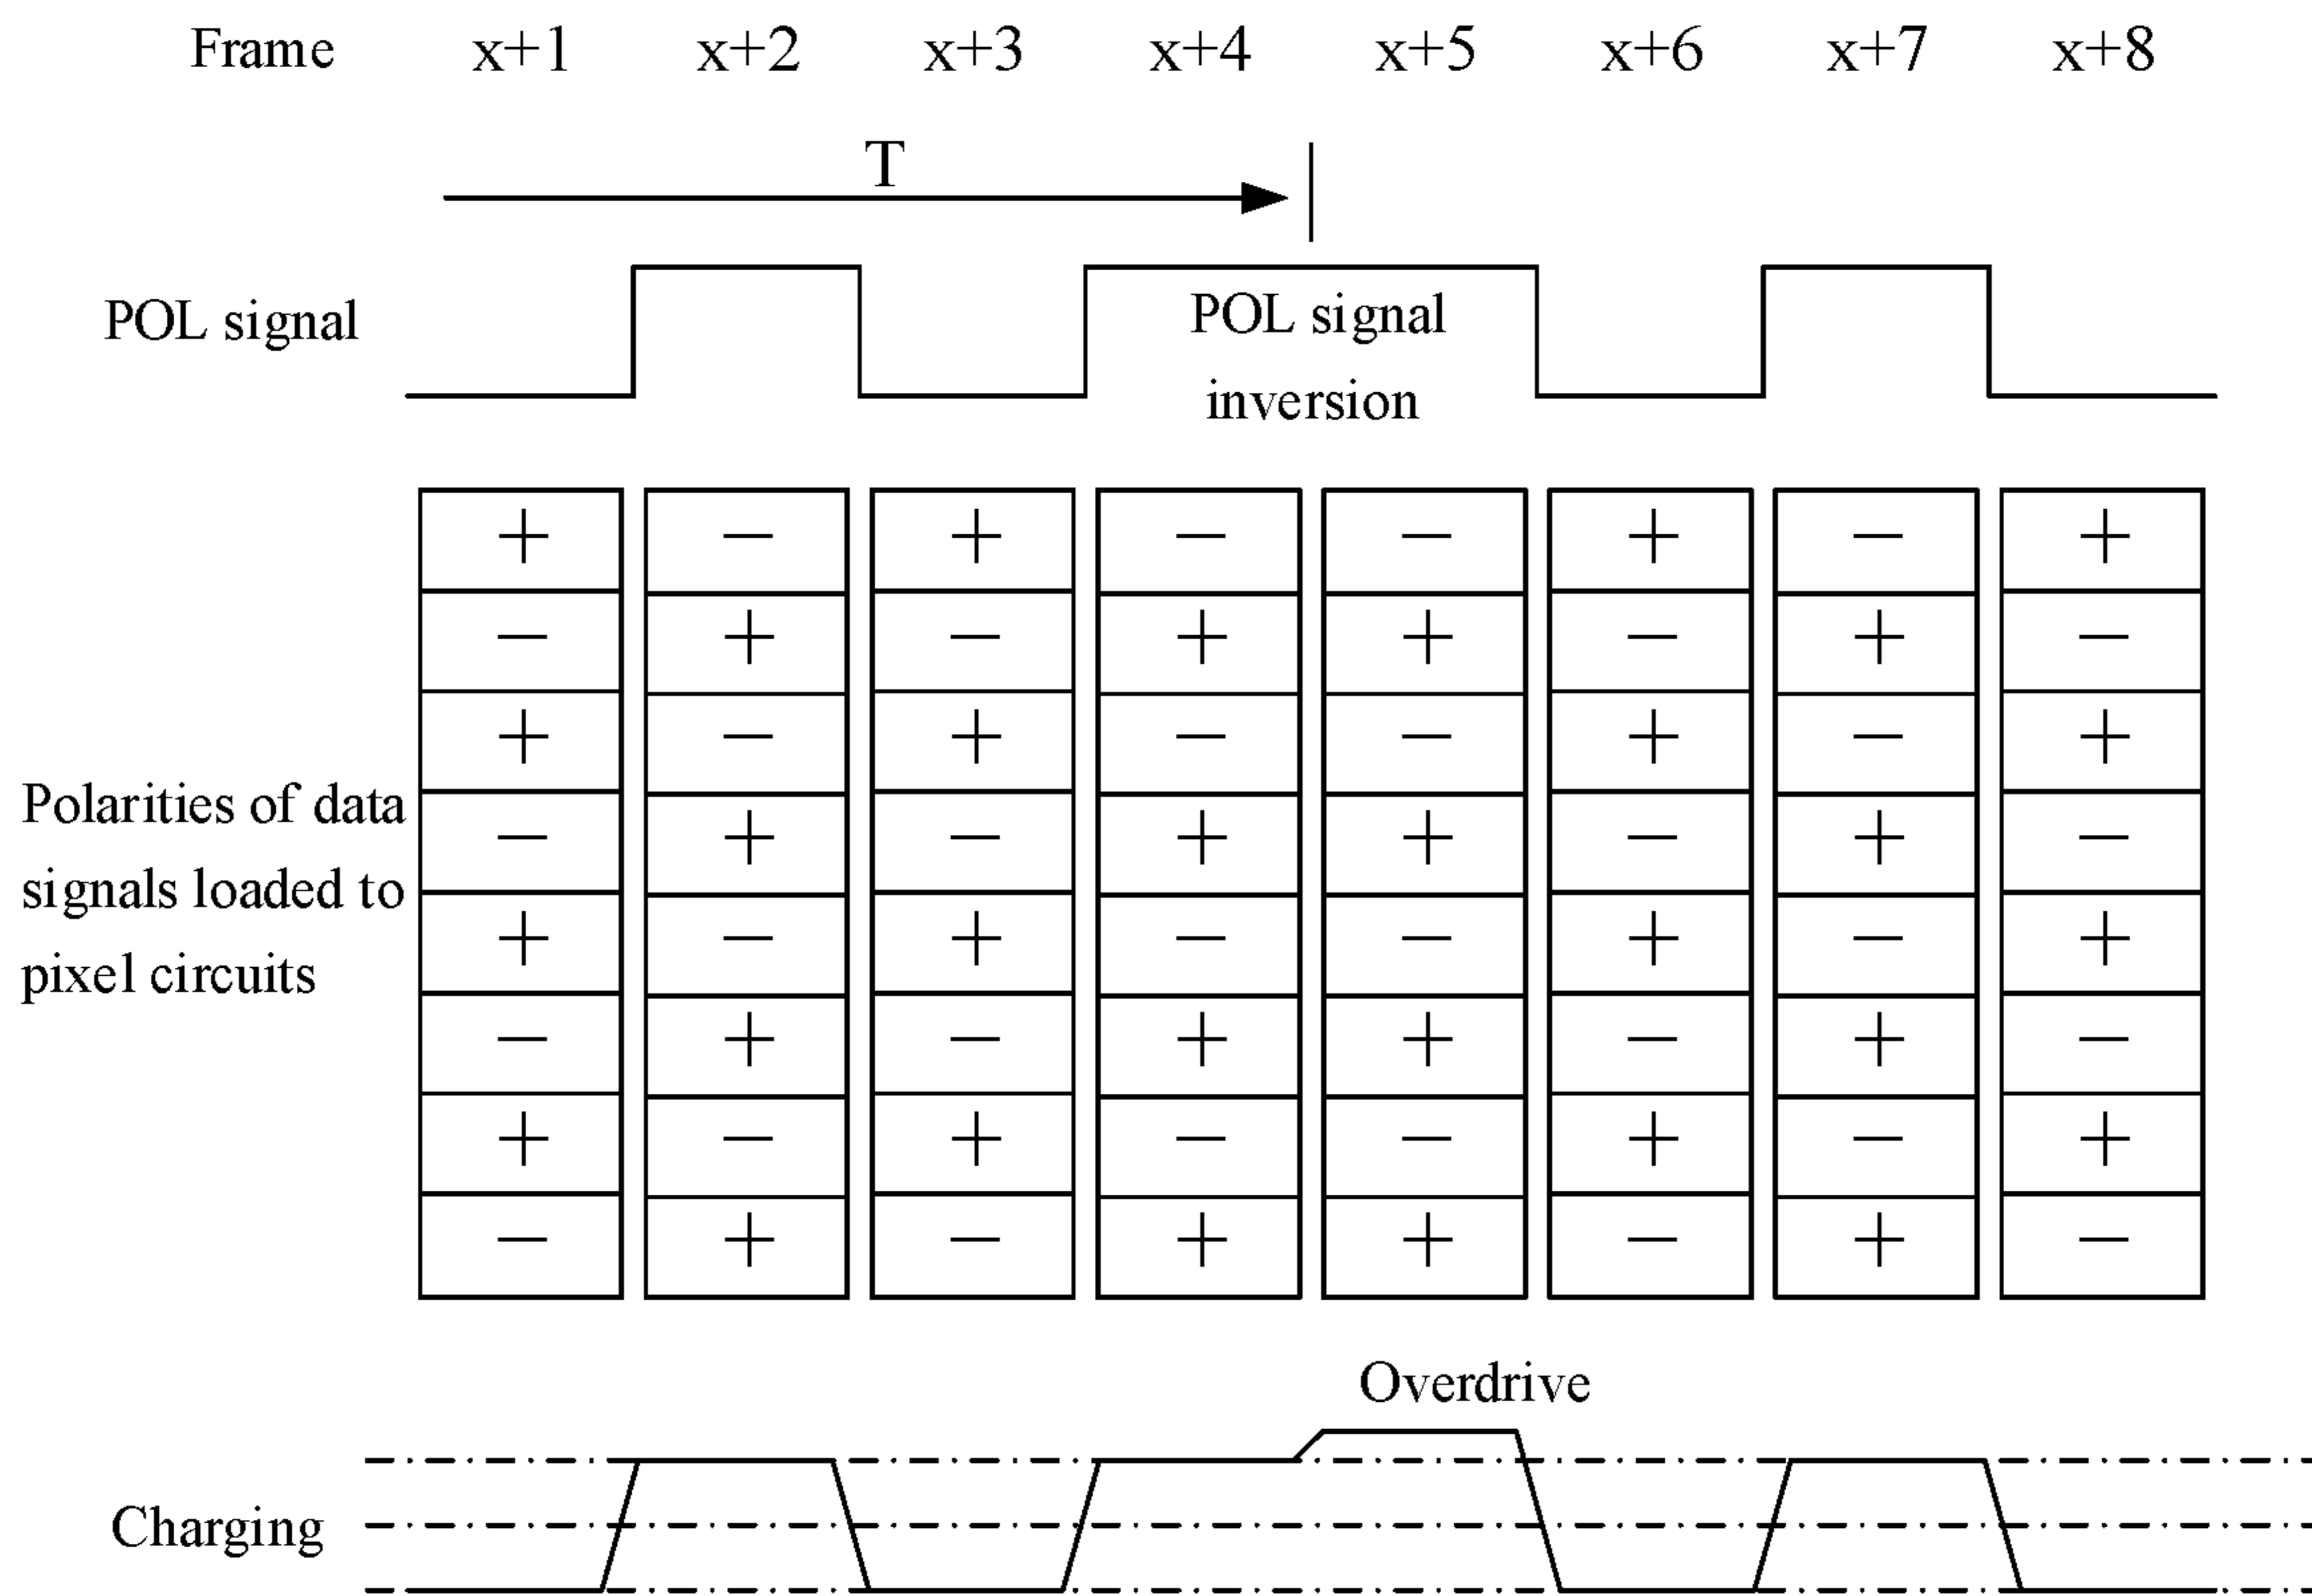 Frame x+1 x+2 x+3 x+4 x+5 x+6 x+7 x+8
T
POL signal
POL signal
inversion
+ − + − − + − +
− + − + + − + −
+ − + − − + − +
− + − + + − + −
+ − + − − + − +
− + − + + − + −
+ − + − − + − +
− + − + + − + −
Polarities of data
signals loaded to
pixel circuits
Overdrive
Charging